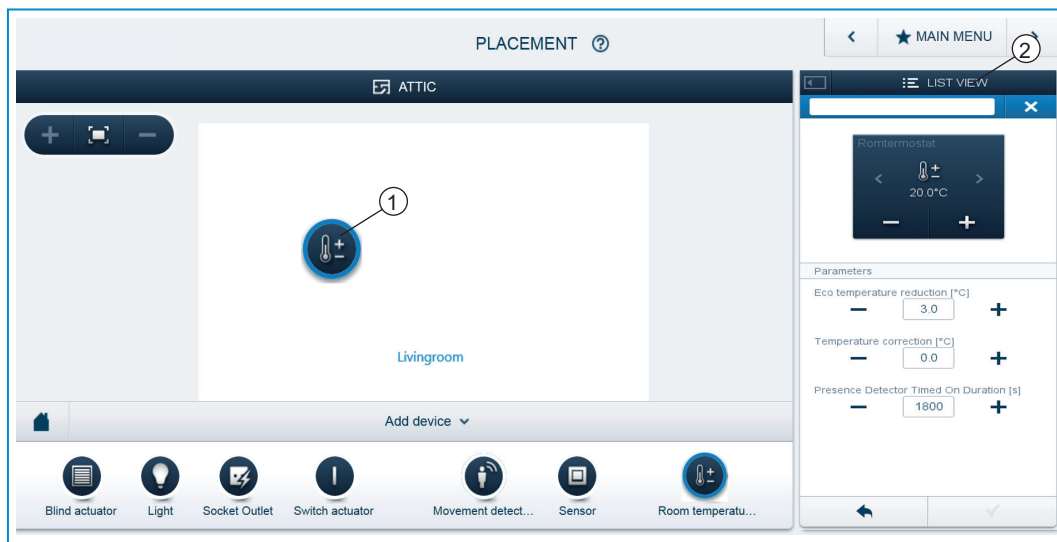 PLACEMENT ?
MAIN MENU
2
ATTIC
LIST VIEW
+ −
Romtermostat
20.0°C
− +
1
Livingroom
Parameters
Eco temperature reduction [°C]
− 3.0 +
Temperature correction [°C]
− 0.0 +
Presence Detector Timed On Duration [s]
− 1800 +
Add device
Blind actuator
Light
Socket Outlet
Switch actuator
Movement detect...
Sensor
Room temperatu...